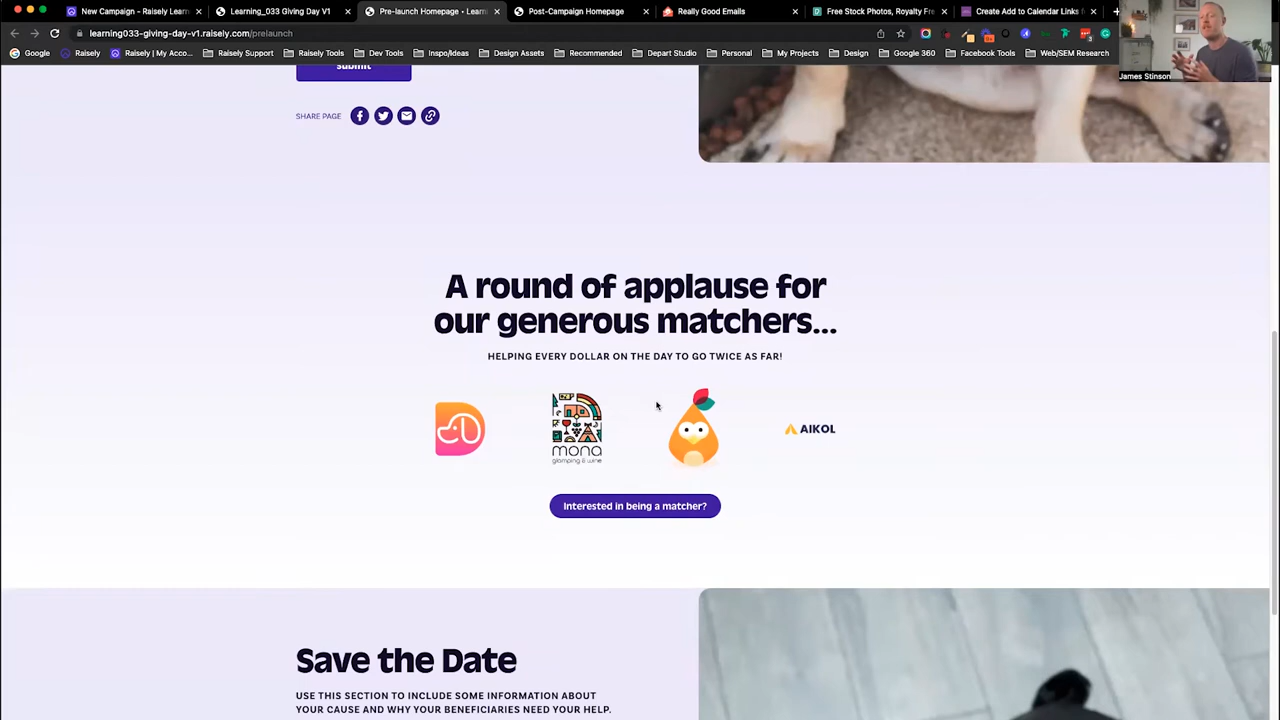 New Campaign - Raisely Lea
Learning_033 Giving Day V1
Pre-launch Homepage • Learn
Post-Campaign Homepage
Really Good Emails
Free Stock Photos, Royalty Fre
Create Add to Calendar Links f
learning033-giving-day-v1.raisely.com/prelaunch
Google
Raisely
Raisely | My Acco...
Raisely Support
Raisely Tools
Dev Tools
Inspo/Ideas
Design Assets
Recommended
Depart Studio
Personal
My Projects
Design
Google 360
Facebook Tools
Web/SEM Research
James Stinson
submit
SHARE PAGE
A round of applause for
our generous matchers...
HELPING EVERY DOLLAR ON THE DAY TO GO TWICE AS FAR!
mona
glamping & wine
AIKOL
Interested in being a matcher?
Save the Date
USE THIS SECTION TO INCLUDE SOME INFORMATION ABOUT
YOUR CAUSE AND WHY YOUR BENEFICIARIES NEED YOUR HELP.